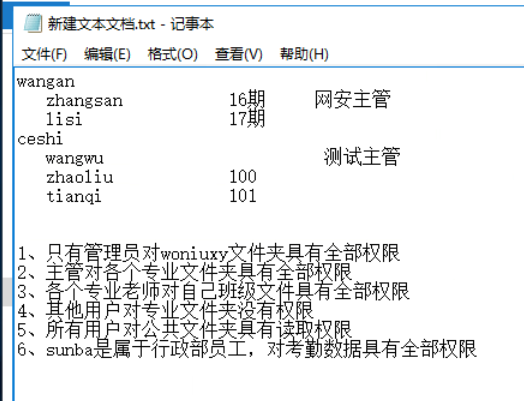 新建文本文档.txt - 记事本
文件(F) 编辑(E) 格式(O) 查看(V) 帮助(H)
wangan
zhangsan 16期 网安主管
lisi 17期
ceshi
wangwu 测试主管
zhaoliu 100
tianqi 101
1、只有管理员对woniuxy文件夹具有全部权限
2、主管对各个专业文件夹具有全部权限
3、各个专业老师对自己班级文件具有全部权限
4、其他用户对专业文件夹没有权限
5、所有用户对公共文件夹具有读取权限
6、sunba是属于行政部员工，对考勤数据具有全部权限